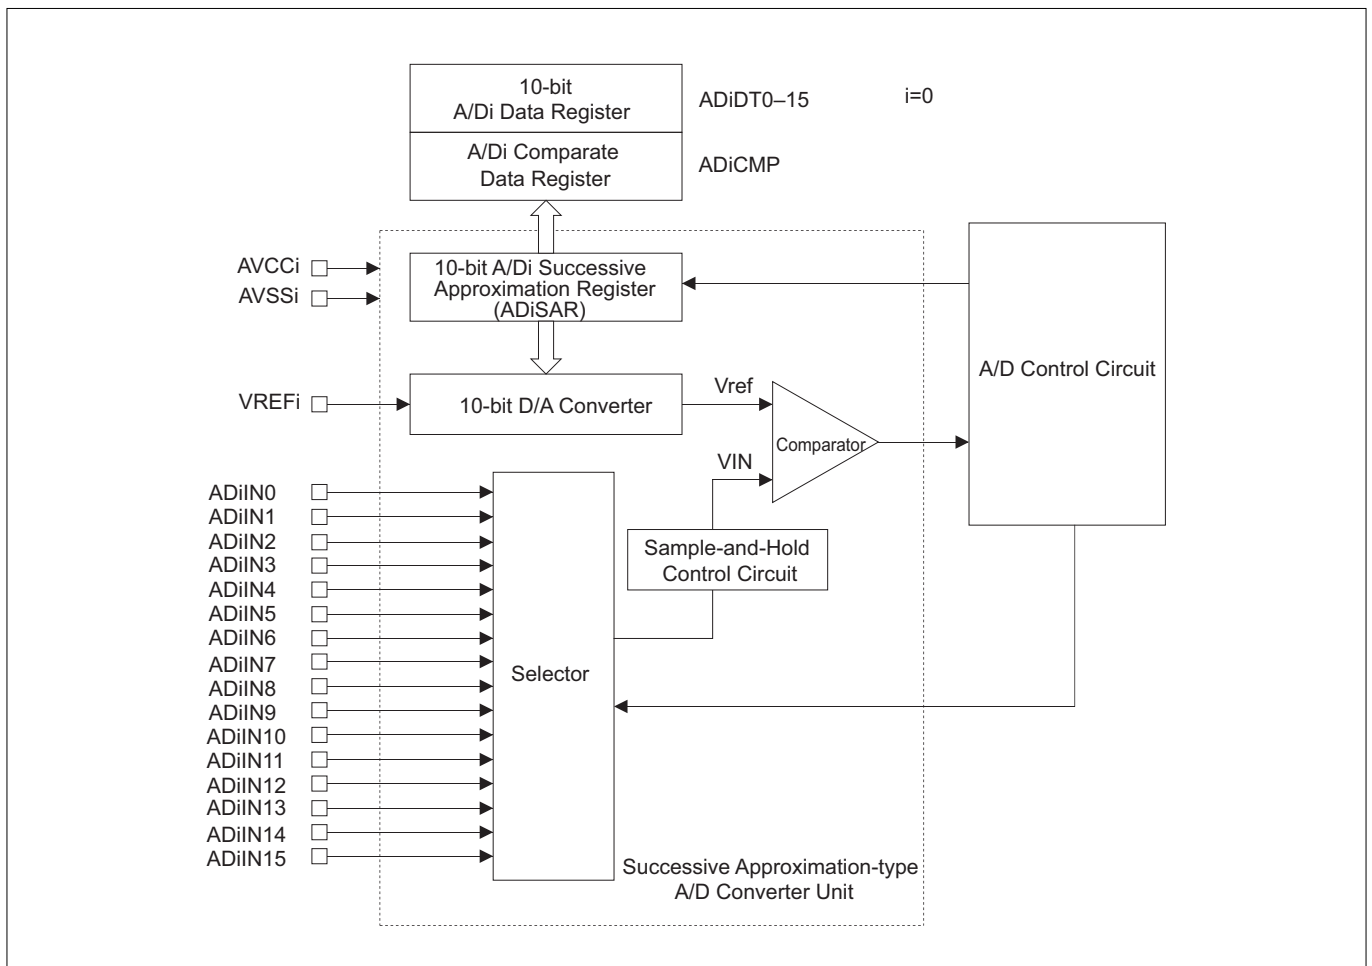 10-bit
A/Di Data Register
ADiDT0–15
i=0
A/Di Comparate
Data Register
ADiCMP
AVCCi
AVSSi
10-bit A/Di Successive
Approximation Register
(ADiSAR)
A/D Control Circuit
VREFi
10-bit D/A Converter
Vref
Comparator
VIN
Sample-and-Hold
Control Circuit
ADiIN0
ADiIN1
ADiIN2
ADiIN3
ADiIN4
ADiIN5
ADiIN6
ADiIN7
ADiIN8
ADiIN9
ADiIN10
ADiIN11
ADiIN12
ADiIN13
ADiIN14
ADiIN15
Selector
Successive Approximation-type
A/D Converter Unit